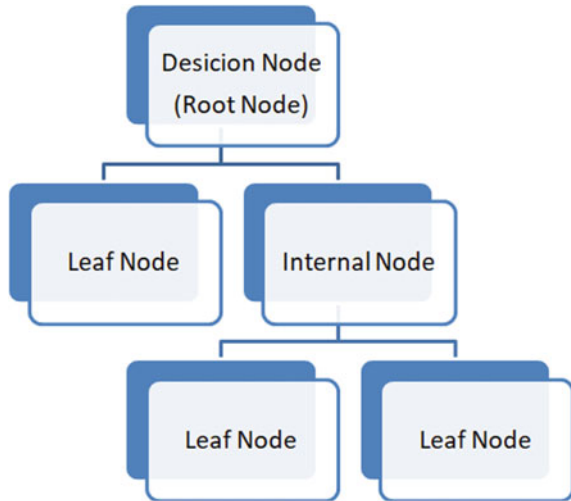 Desicion Node
(Root Node)
Leaf Node
Internal Node
Leaf Node
Leaf Node